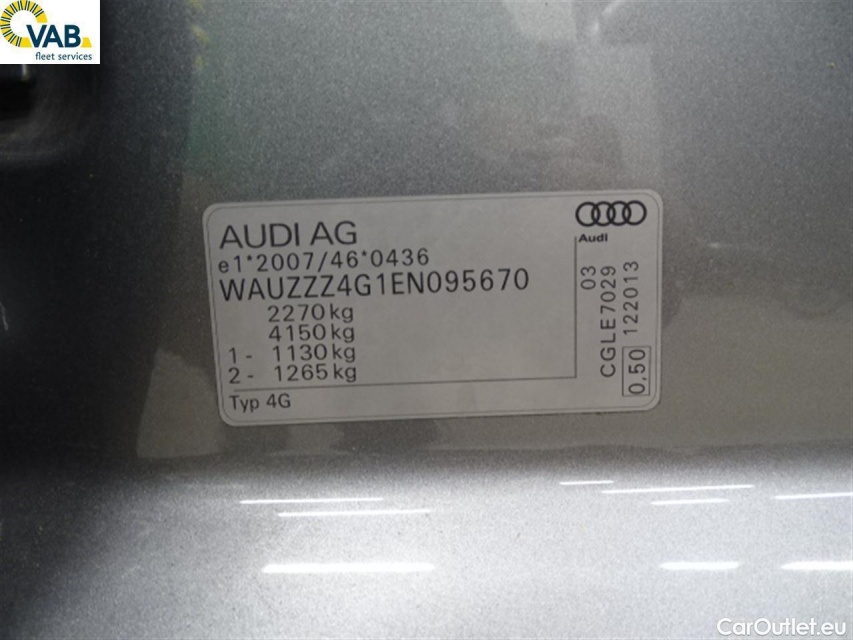 VAB
fleet services
AUDI AG
e1*2007/46*0436
WAUZZZ4G1EN095670
2270kg
4150kg
1- 1130kg
2- 1265kg
Typ 4G
Audi
03
CGLE7029
122013
0,50
CarOutlet.eu